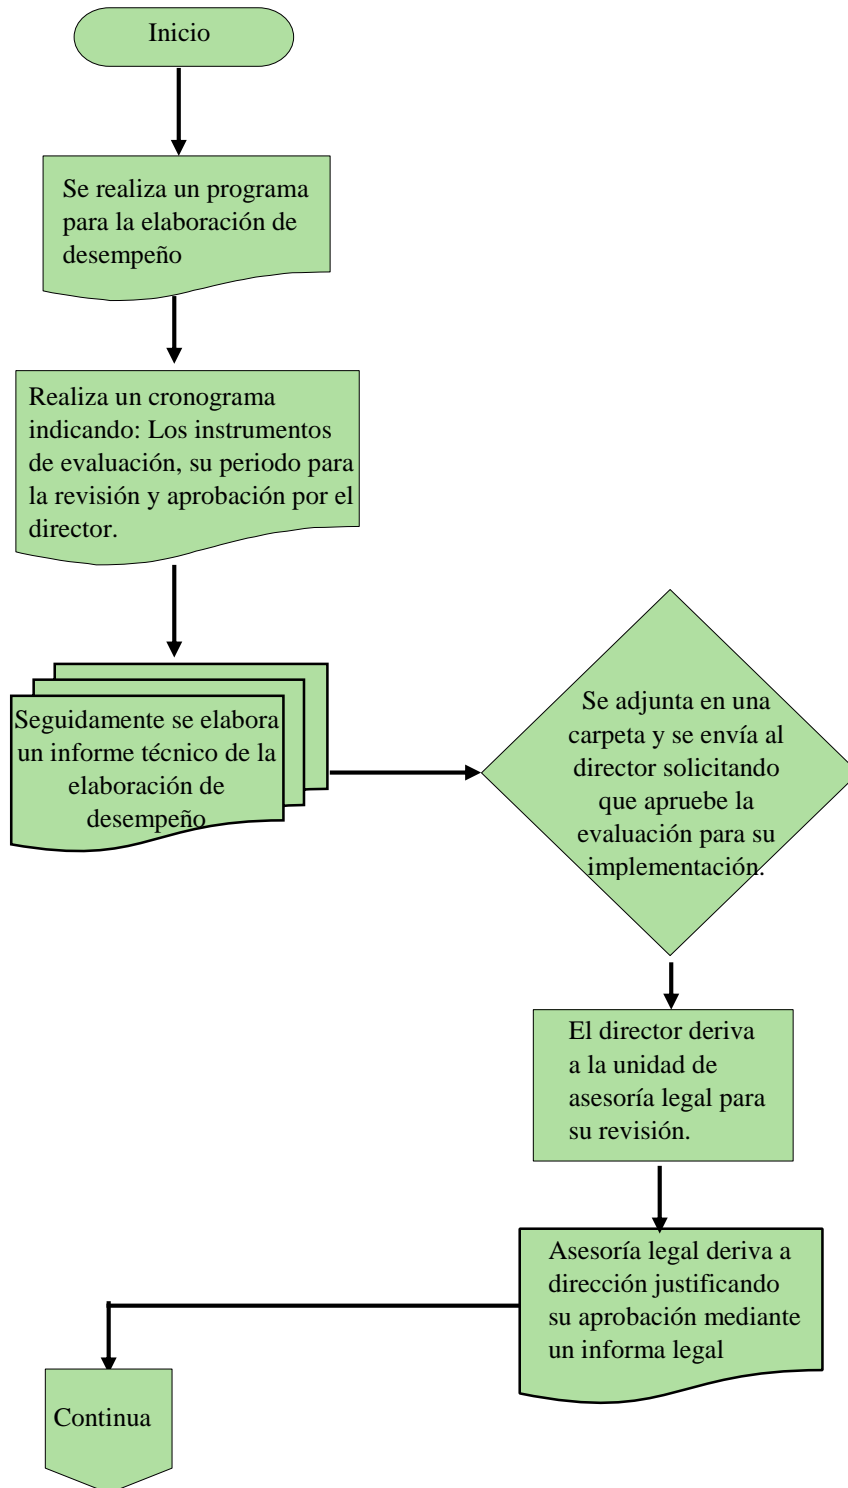 Inicio
Se realiza un programa
para la elaboración de
desempeño
Realiza un cronograma
indicando: Los instrumentos
de evaluación, su periodo para
la revisión y aprobación por el
director.
Seguidamente se elabora
un informe técnico de la
elaboración de
desempeño
Se adjunta en una
carpeta y se envía al
director solicitando
que apruebe la
evaluación para su
implementación.
El director deriva
a la unidad de
asesoría legal para
su revisión.
Asesoría legal deriva a
dirección justificando
su aprobación mediante
un informa legal
Continua